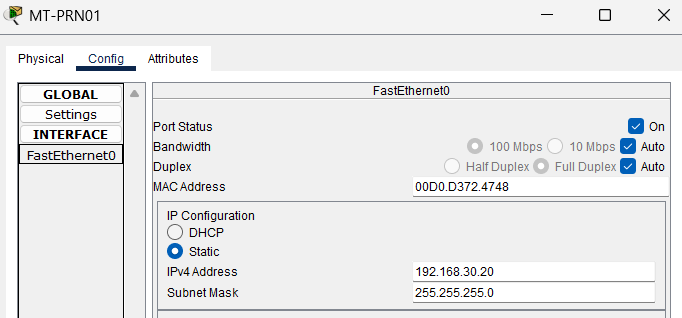 MT-PRN01
Physical Config Attributes
GLOBAL
Settings
INTERFACE
FastEthernet0
FastEthernet0
Port Status On
Bandwidth 100 Mbps 10 Mbps Auto
Duplex Half Duplex Full Duplex Auto
MAC Address 00D0.D372.4748
IP Configuration
DHCP
Static
IPv4 Address 192.168.30.20
Subnet Mask 255.255.255.0